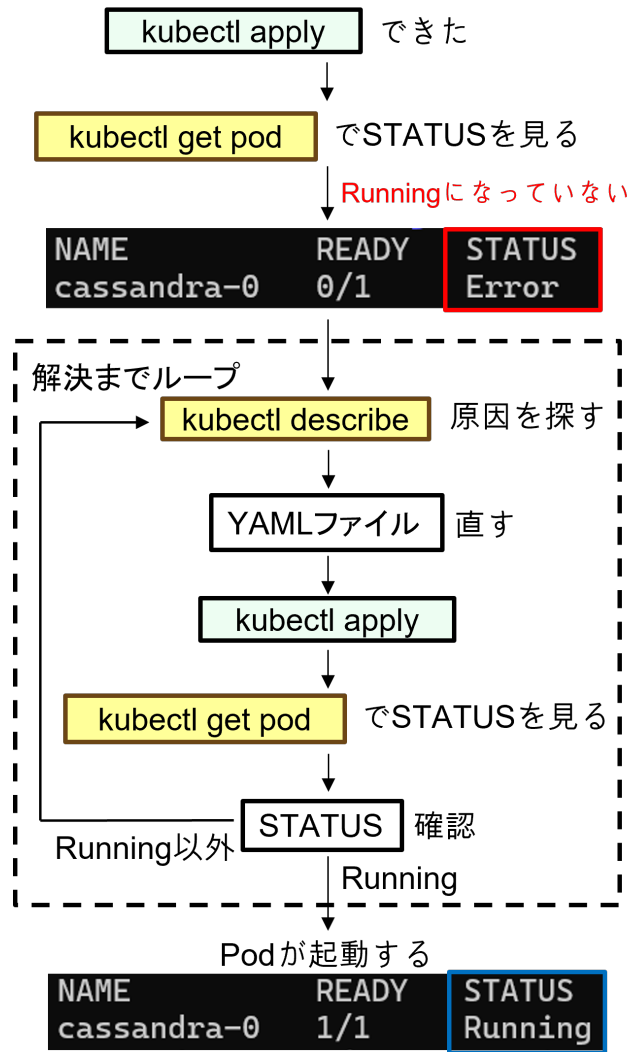 kubectl apply できた
kubectl get pod でSTATUSを見る
Runningになっていない
NAME READY STATUS
cassandra-0 0/1 Error
解決までループ
kubectl describe 原因を探す
YAMLファイル 直す
kubectl apply
kubectl get pod でSTATUSを見る
STATUS 確認
Running以外
Running
Podが起動する
NAME READY STATUS
cassandra-0 1/1 Running